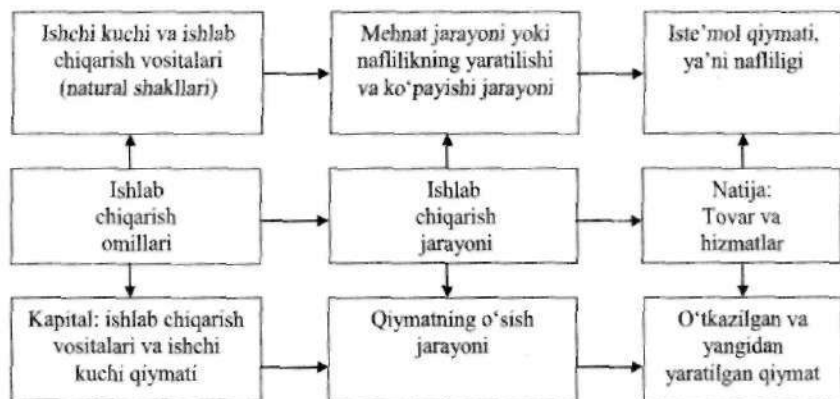 Ishchi kuchi va ishlab
chiqarish vositalari
(natural shakllari)
Mehnat jarayoni yoki
naflilikning yaratilishi
va ko‘payishi jarayoni
Iste’mol qiymati,
ya’ni nafliligi
Ishlab
chiqarish
omillari
Ishlab
chiqarish
jarayoni
Natija:
Tovar va
hizmatlar
Kapital: ishlab chiqarish
vositalari va ishchi
kuchi qiymati
Qiymatning o‘sish
jarayoni
O‘tkazilgan va
yangidan
yaratilgan qiymat